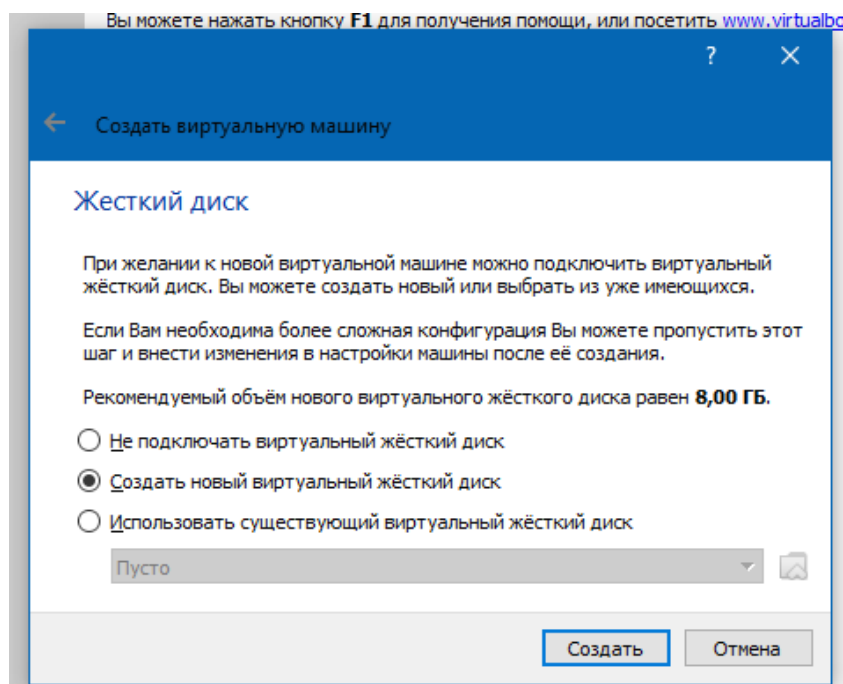 Вы можете нажать кнопку F1 для получения помощи, или посетить www.virtualbo
?
Создать виртуальную машину
Жесткий диск
При желании к новой виртуальной машине можно подключить виртуальный
жёсткий диск. Вы можете создать новый или выбрать из уже имеющихся.
Если Вам необходима более сложная конфигурация Вы можете пропустить этот
шаг и внести изменения в настройки машины после её создания.
Рекомендуемый объём нового виртуального жёсткого диска равен 8,00 ГБ.
Не подключать виртуальный жёсткий диск
Создать новый виртуальный жёсткий диск
Использовать существующий виртуальный жёсткий диск
Пусто
Создать Отмена